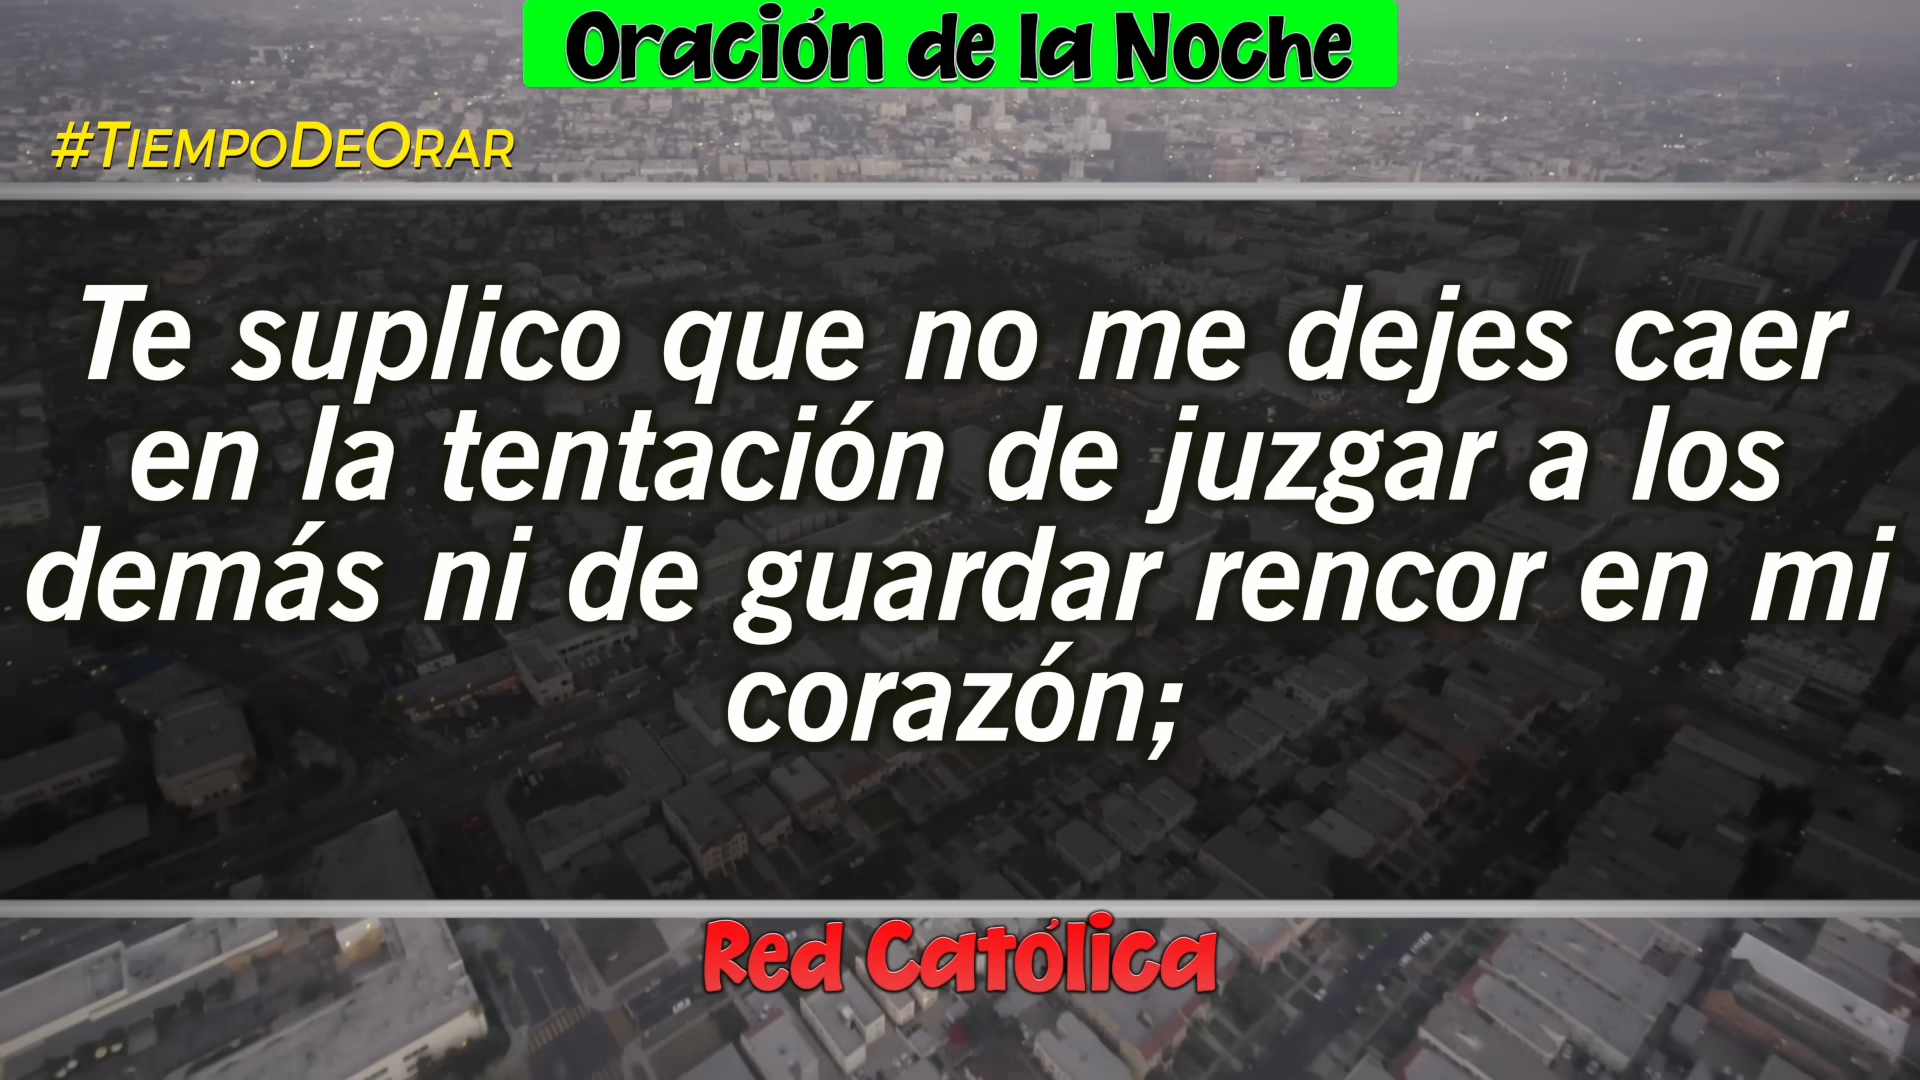 Oración de la Noche
#TiempoDeOrar
Te suplico que no me dejes caer
en la tentación de juzgar a los
demás ni de guardar rencor en mi
corazón;
Red Católica